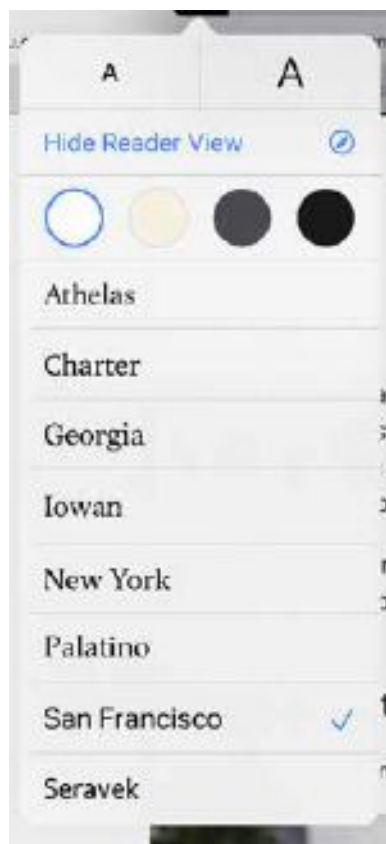 A A
Hide Reader View
Athelas
Charter
Georgia
Iowan
New York
Palatino
San Francisco
Seravek